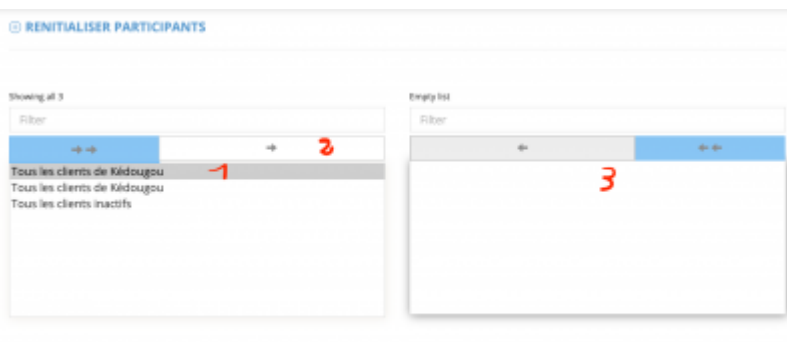 RENITIALISER PARTICIPANTS
Showing all 3
Empty list
Filter
Filter
2
Tous les clients de Kédougou
1
3
Tous les clients de Kédougou
Tous les clients inactifs